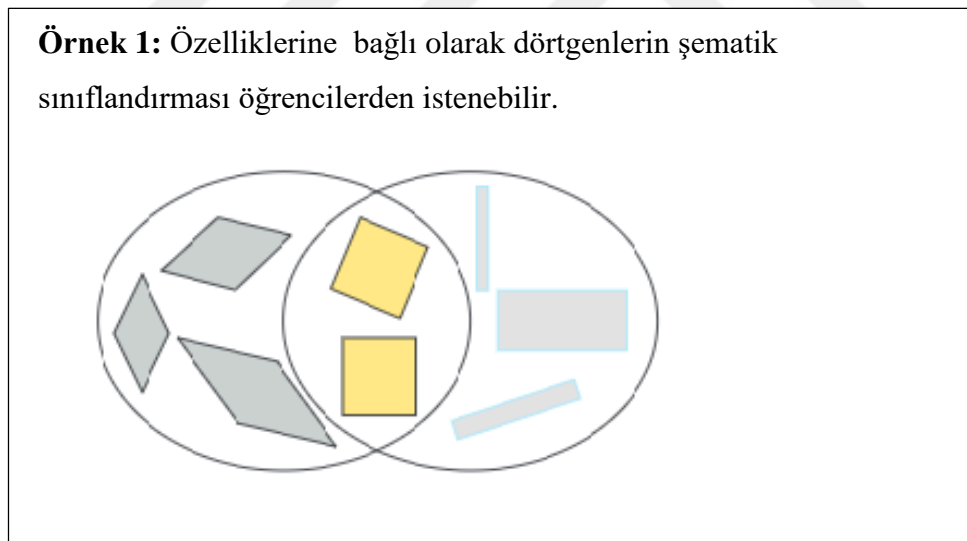 Örnek 1: Özelliklerine bağlı olarak dörtgenlerin şematik
sınıflandırması öğrencilerden istenebilir.